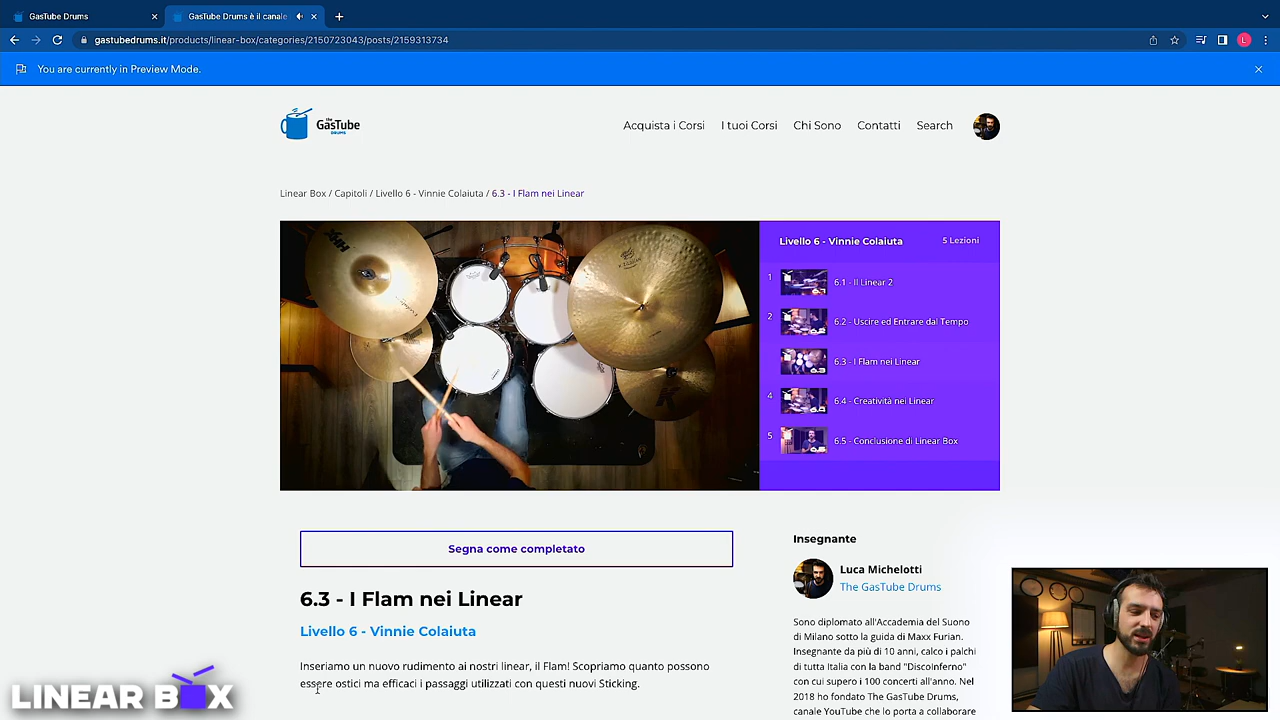 GasTube Drums
GasTube Drums è il canale
gastubedrums.it/products/linear-box/categories/2150723043/posts/2159313734
L
You are currently in Preview Mode.
The GasTube DRUMS
Acquista i Corsi
I tuoi Corsi
Chi Sono
Contatti
Search
Linear Box / Capitoli / Livello 6 - Vinnie Colaiuta / 6.3 - I Flam nei Linear
Livello 6 - Vinnie Colaiuta
5 Lezioni
1
6.1 - Il Linear 2
2
6.2 - Uscire ed Entrare dal Tempo
6.3 - I Flam nei Linear
4
6.4 - Creatività nei Linear
5
6.5 - Conclusione di Linear Box
Segna come completato
6.3 - I Flam nei Linear
Livello 6 - Vinnie Colaiuta
Inseriamo un nuovo rudimento ai nostri linear, il Flam! Scopriamo quanto possono
essere ostici ma efficaci i passaggi utilizzati con questi nuovi Sticking.
Insegnante
Luca Michelotti
The GasTube Drums
Sono diplomato all'Accademia del Suono
di Milano sotto la guida di Maxx Furian.
Insegnante da più di 10 anni, calco i palchi
di tutta Italia con la band "DiscoInferno"
con cui supero i 100 concerti all'anno. Nel
2018 ho fondato The GasTube Drums,
canale YouTube che lo porta a collaborare
LINEAR BOX